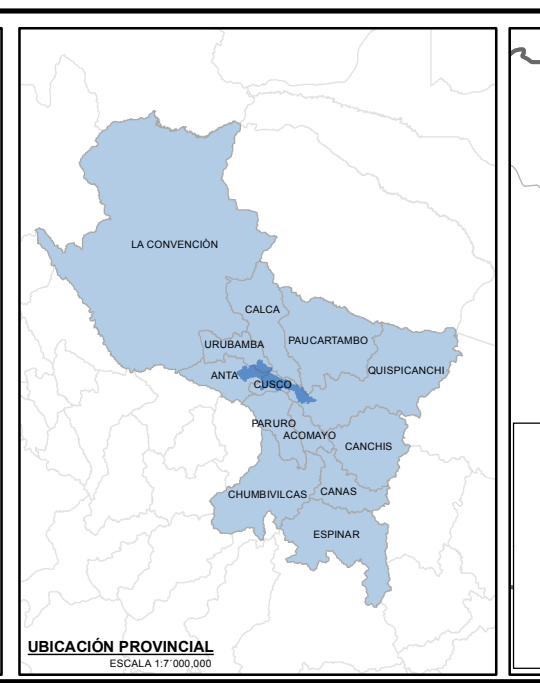 LA CONVENCIÓN
CALCA
URUBAMBA
PAUCARTAMBO
ANTA
QUISPICANCHI
CUSCO
PARURO
ACOMAYO
CANCHIS
CHUMBIVILCAS
CANAS
ESPINAR
UBICACIÓN PROVINCIAL
ESCALA 1:7´000,000